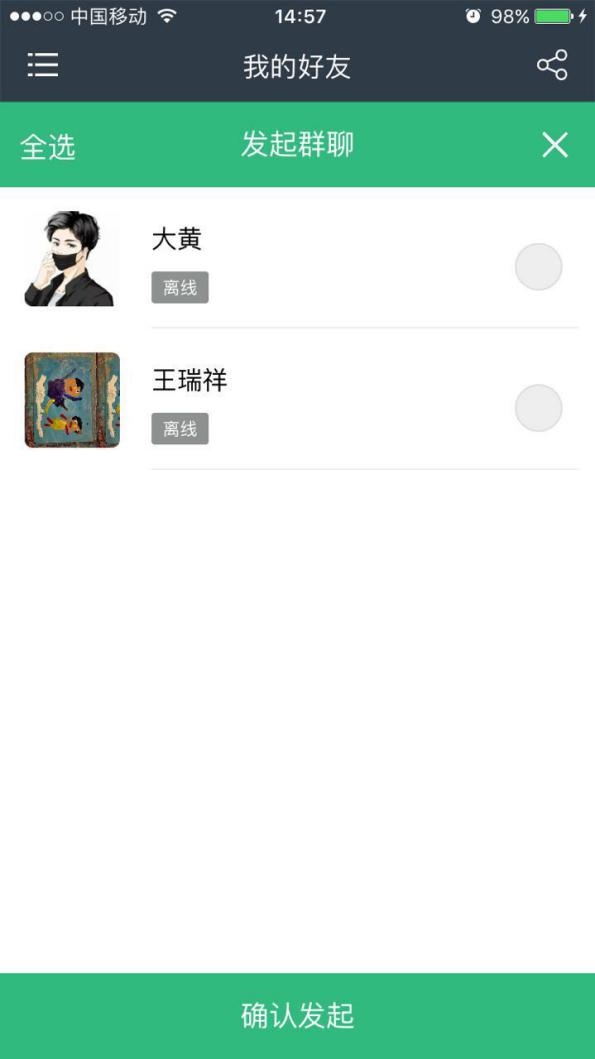 中国移动 14:57 98%
我的好友
全选 发起群聊
大黄
离线
王瑞祥
离线
确认发起